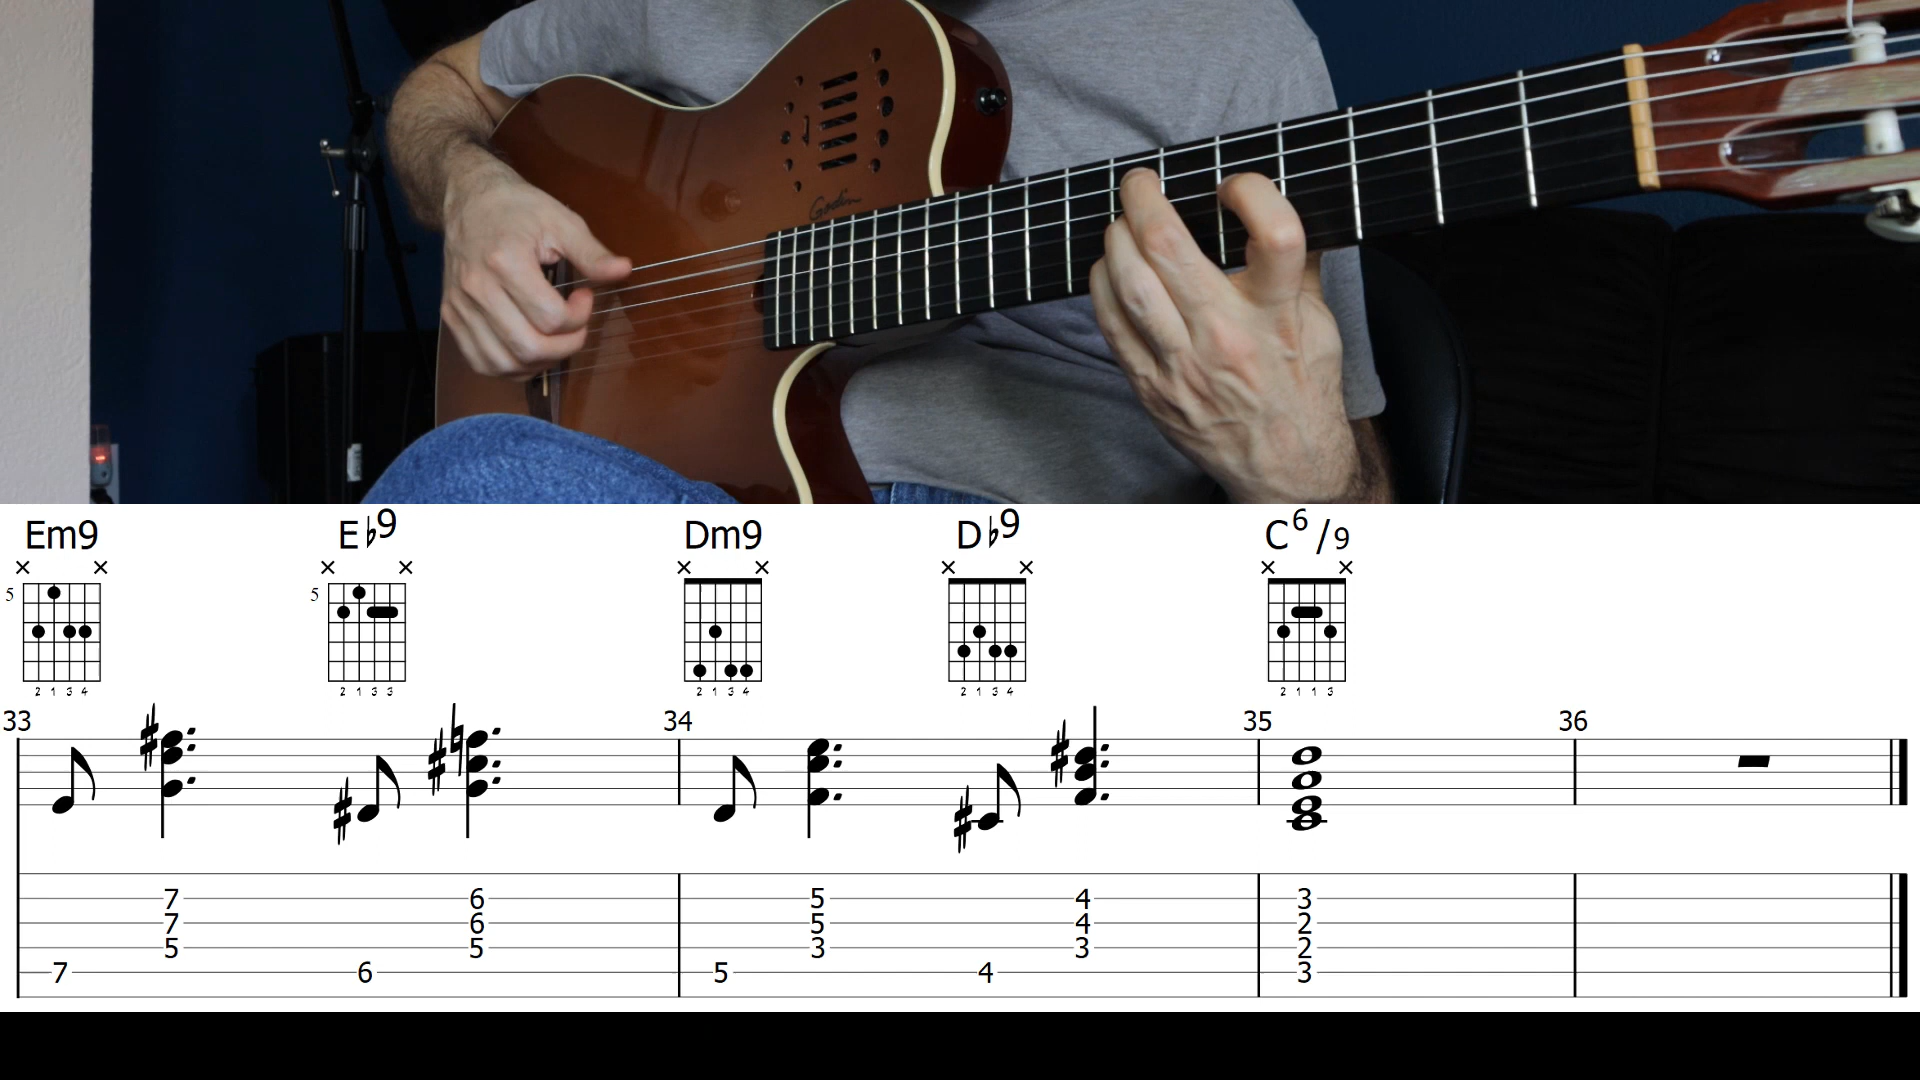 Godin
Em9 E♭9 Dm9 D♭9 C6/9
× × × × × × × × × ×
5 5
2 1 3 4 2 1 3 3 2 1 3 4 2 1 3 4 2 1 1 3
33 34 35 36
7 6 5 4 3
7 6 5 4 2
5 5 3 3 2
7 6 5 4 3